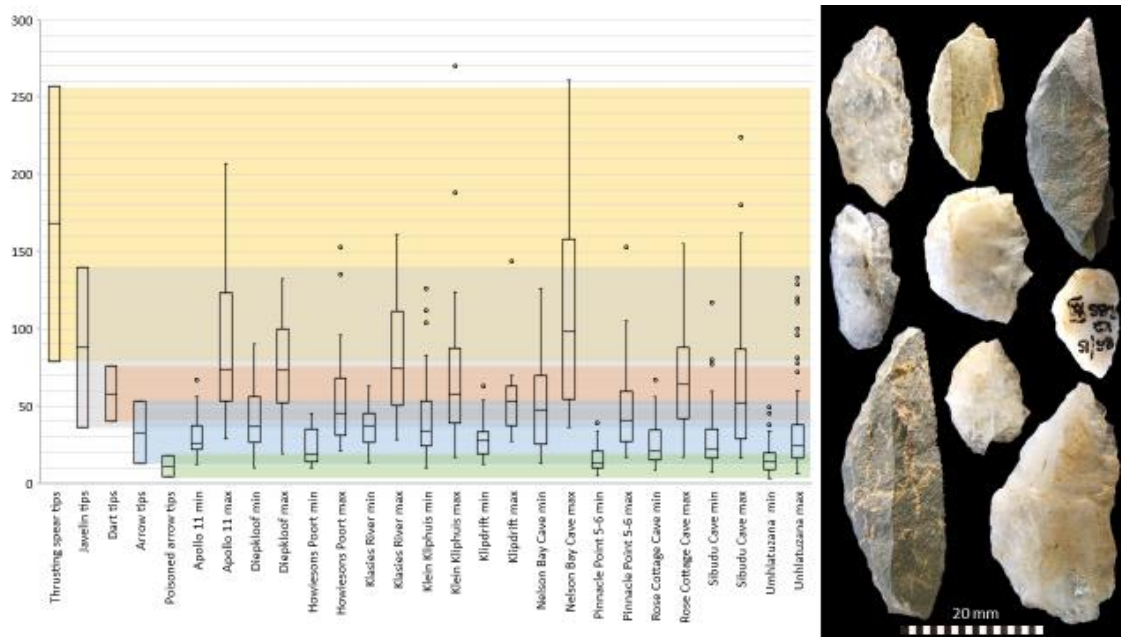 300
250
200
150
100
50
0
Thrusting spear tips
Javelin tips
Dart tips
Arrow tips
Poisoned arrow tips
Apollo 11 min
Apollo 11 max
Diepkloof min
Diepkloof max
Howiesons Poort min
Howiesons Poort max
Klasies River min
Klasies River max
Klein Kliphuis min
Klein Kliphuis max
Klipdrift min
Klipdrift max
Nelson Bay Cave min
Nelson Bay Cave max
Pinnacle Point 5-6 min
Pinnacle Point 5-6 max
Rose Cottage Cave min
Rose Cottage Cave max
Sibudu Cave min
Sibudu Cave max
Umhlatuzana min
Unhlatuzana max
20 mm